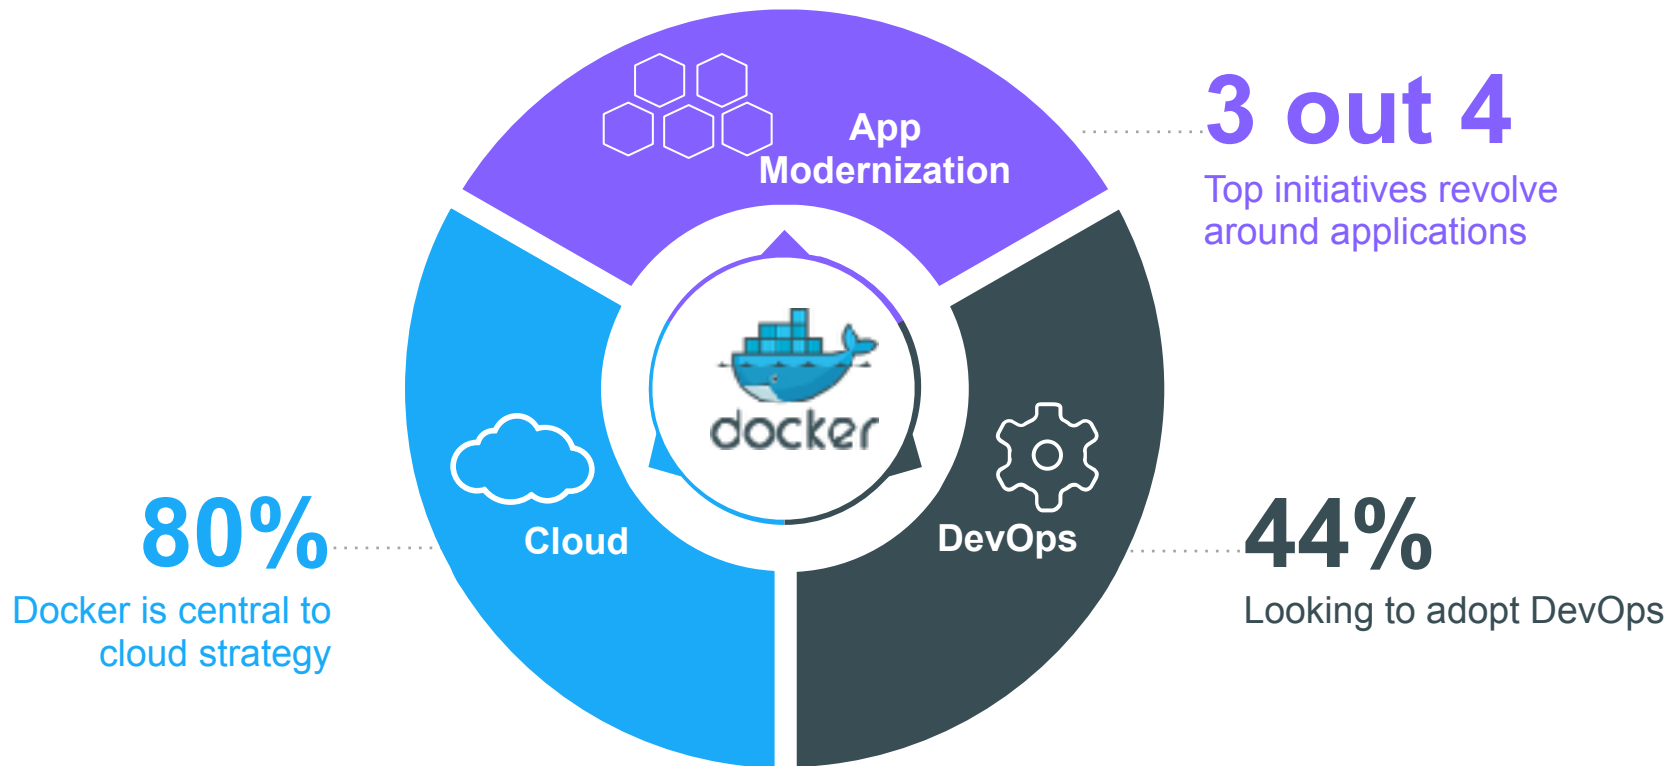 App
Modernization
3 out 4
Top initiatives revolve
around applications
docker
Cloud
80%
Docker is central to
cloud strategy
DevOps
44%
Looking to adopt DevOps